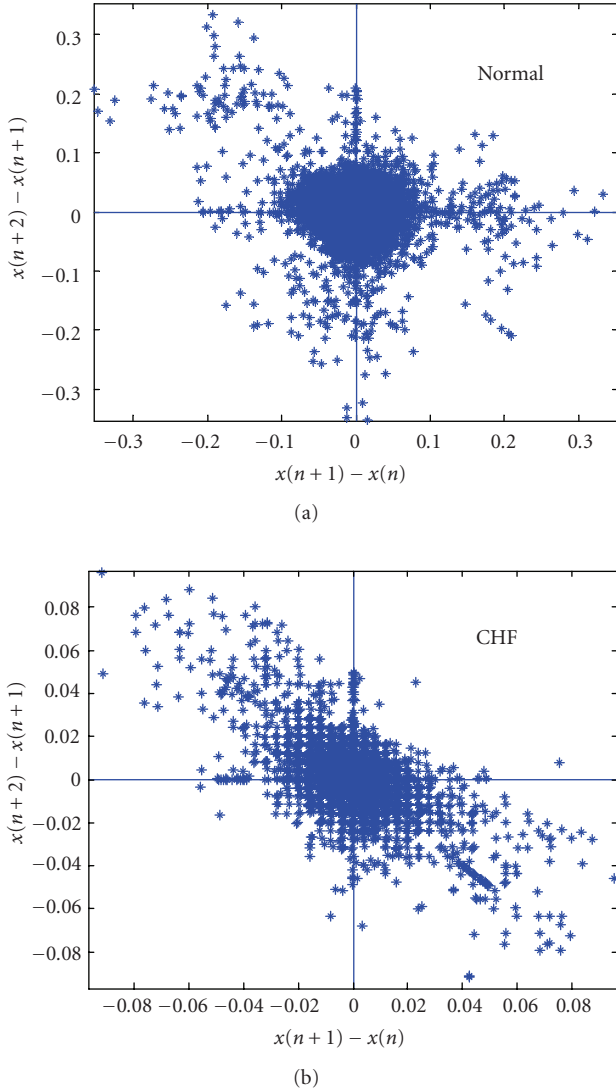 0.3
Normal
0.2
0.1
0
−0.1
−0.2
−0.3
x(n + 2) − x(n + 1)
−0.3 −0.2 −0.1 0 0.1 0.2 0.3
x(n + 1) − x(n)
(a)
0.08
CHF
0.06
0.04
0.02
0
−0.02
−0.04
−0.06
−0.08
x(n + 2) − x(n + 1)
−0.08 −0.06 −0.04 −0.02 0 0.02 0.04 0.06 0.08
x(n + 1) − x(n)
(b)